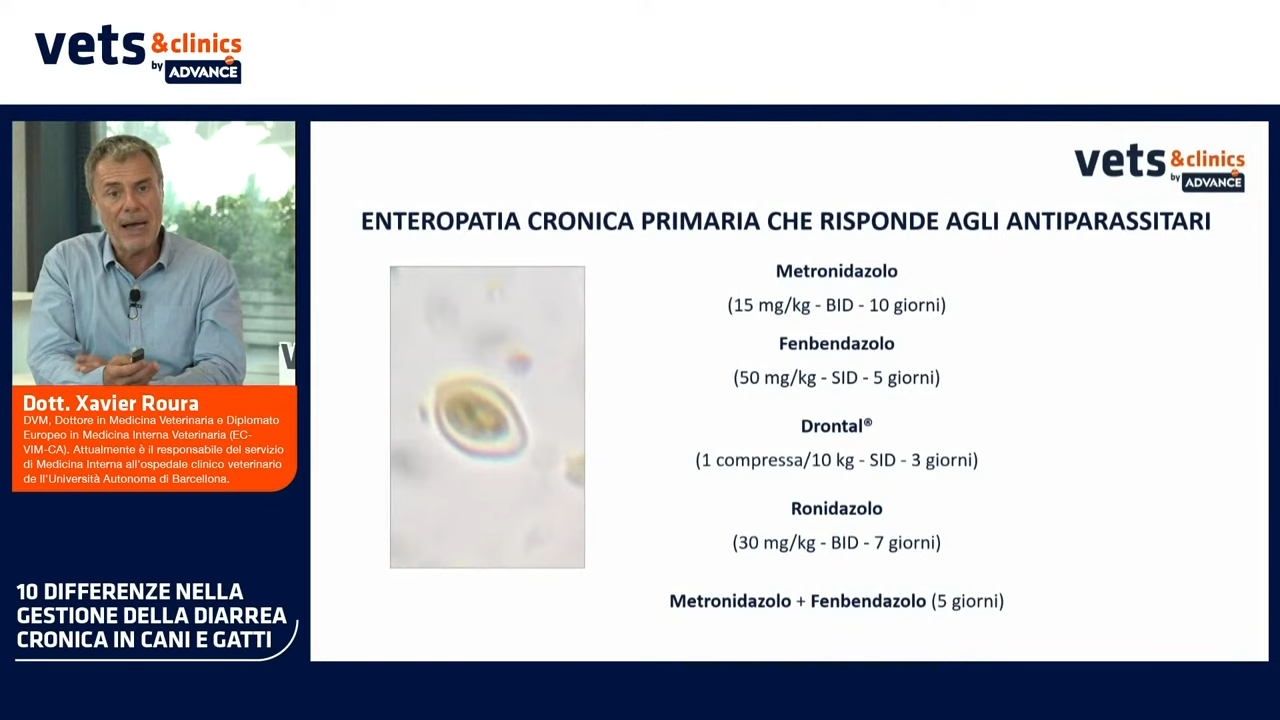 vets &clinics
by ADVANCE
vets &clinics
by ADVANCE
ENTEROPATIA CRONICA PRIMARIA CHE RISPONDE AGLI ANTIPARASSITARI
Metronidazolo
(15 mg/kg - BID - 10 giorni)
Fenbendazolo
(50 mg/kg - SID - 5 giorni)
Drontal®
(1 compressa/10 kg - SID - 3 giorni)
Ronidazolo
(30 mg/kg - BID - 7 giorni)
Metronidazolo + Fenbendazolo (5 giorni)
Dott. Xavier Roura
DVM, Dottore in Medicina Veterinaria e Diplomato
Europeo in Medicina Interna Veterinaria (EC-
VIM-CA). Attualmente è il responsabile del servizio
di Medicina Interna all'ospedale clinico veterinario
de ll'Università Autonoma di Barcellona.
10 DIFFERENZE NELLA
GESTIONE DELLA DIARREA
CRONICA IN CANI E GATTI